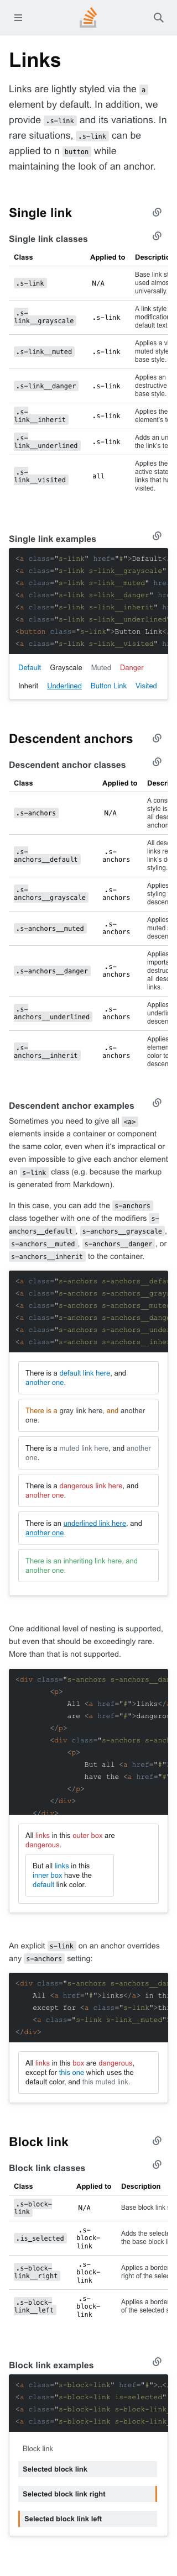 Links
Links are lightly styled via the a
element by default. In addition, we
provide .s-link and its variations. In
rare situations, .s-link can be
applied to n button while
maintaining the look of an anchor.
Single link
Single link classes
Class Applied to Descriptio
.s-link N/A Base link st used almos universally.
.s-link__grayscale .s-link A link style modification default text
.s-link__muted .s-link Applies a vi muted style base style.
.s-link__danger .s-link Applies an destructive base style.
.s-link__inherit .s-link Applies the element's te
.s-link__underlined .s-link Adds an un the link's te
.s-link__visited all Applies the active state links that ha visited.
Single link examples
<a class="s-link" href="#">Default</
<a class="s-link s-link__grayscale"
<a class="s-link s-link__muted" href
<a class="s-link s-link__danger" hre
<a class="s-link s-link__inherit" hr
<a class="s-link s-link__underlined"
<button class="s-link">Button Link</
<a class="s-link s-link__visited" hr
Default Grayscale Muted Danger
Inherit Underlined Button Link Visited
Descendent anchors
Descendent anchor classes
Class Applied to Descri
.s-anchors N/A A cons style is all desc anchor
.s-anchors__default .s-anchors All desc links re link's de styling.
.s-anchors__grayscale .s-anchors Applies styling descen
.s-anchors__muted .s-anchors Applies muted s descen
.s-anchors__danger .s-anchors Applies importa destruc all desc links.
.s-anchors__underlined .s-anchors Applies underli descen
.s-anchors__inherit .s-anchors Applies elemen color to descen
Descendent anchor examples
Sometimes you need to give all <a>
elements inside a container or component
the same color, even when it's impractical or
even impossible to give each anchor element
an s-link class (e.g. because the markup
is generated from Markdown).
In this case, you can add the s-anchors
class together with one of the modifiers s-
anchors__default, s-anchors__grayscale,
s-anchors__muted, s-anchors__danger, or
s-anchors__inherit to the container.
<a class="s-anchors s-anchors__defau
<a class="s-anchors s-anchors__grays
<a class="s-anchors s-anchors__muted
<a class="s-anchors s-anchors__dange
<a class="s-anchors s-anchors__under
<a class="s-anchors s-anchors__inher
There is a default link here, and
another one.
There is a gray link here, and another
one.
There is a muted link here, and another
one.
There is a dangerous link here, and
another one.
There is an underlined link here, and
another one.
There is an inheriting link here, and
another one.
One additional level of nesting is supported,
but even that should be exceedingly rare.
More than that is not supported.
<div class="s-anchors s-anchors__dan
<p>
All <a href="#">links</a
are <a href="#">dangerou
</p>
<div class="s-anchors s-anchors_
<p>
But all <a href="#"
have the <a href="#"
</p>
</div>
</div>
All links in this outer box are
dangerous.
But all links in this
inner box have the
default link color.
An explicit s-link on an anchor overrides
any s-anchors setting:
<div class="s-anchors s-anchors__dan
All <a href="#">links</a> in thi
except for <a class="s-link">thi
<a class="s-link s-link__muted">
</div>
All links in this box are dangerous,
except for this one which uses the
default color, and this muted link.
Block link
Block link classes
Class Applied to Description
.s-block-link N/A Base block link s
.is_selected .s-block-link Adds the selecte the base block li
.s-block-link__right .s-block-link Applies a borde right of the selec
.s-block-link__left .s-block-link Applies a borde of the selected s
Block link examples
<a class="s-block-link" href="#">…</
<a class="s-block-link is-selected"
<a class="s-block-link s-block-link_
<a class="s-block-link s-block-link_
Block link
Selected block link
Selected block link right
Selected block link left